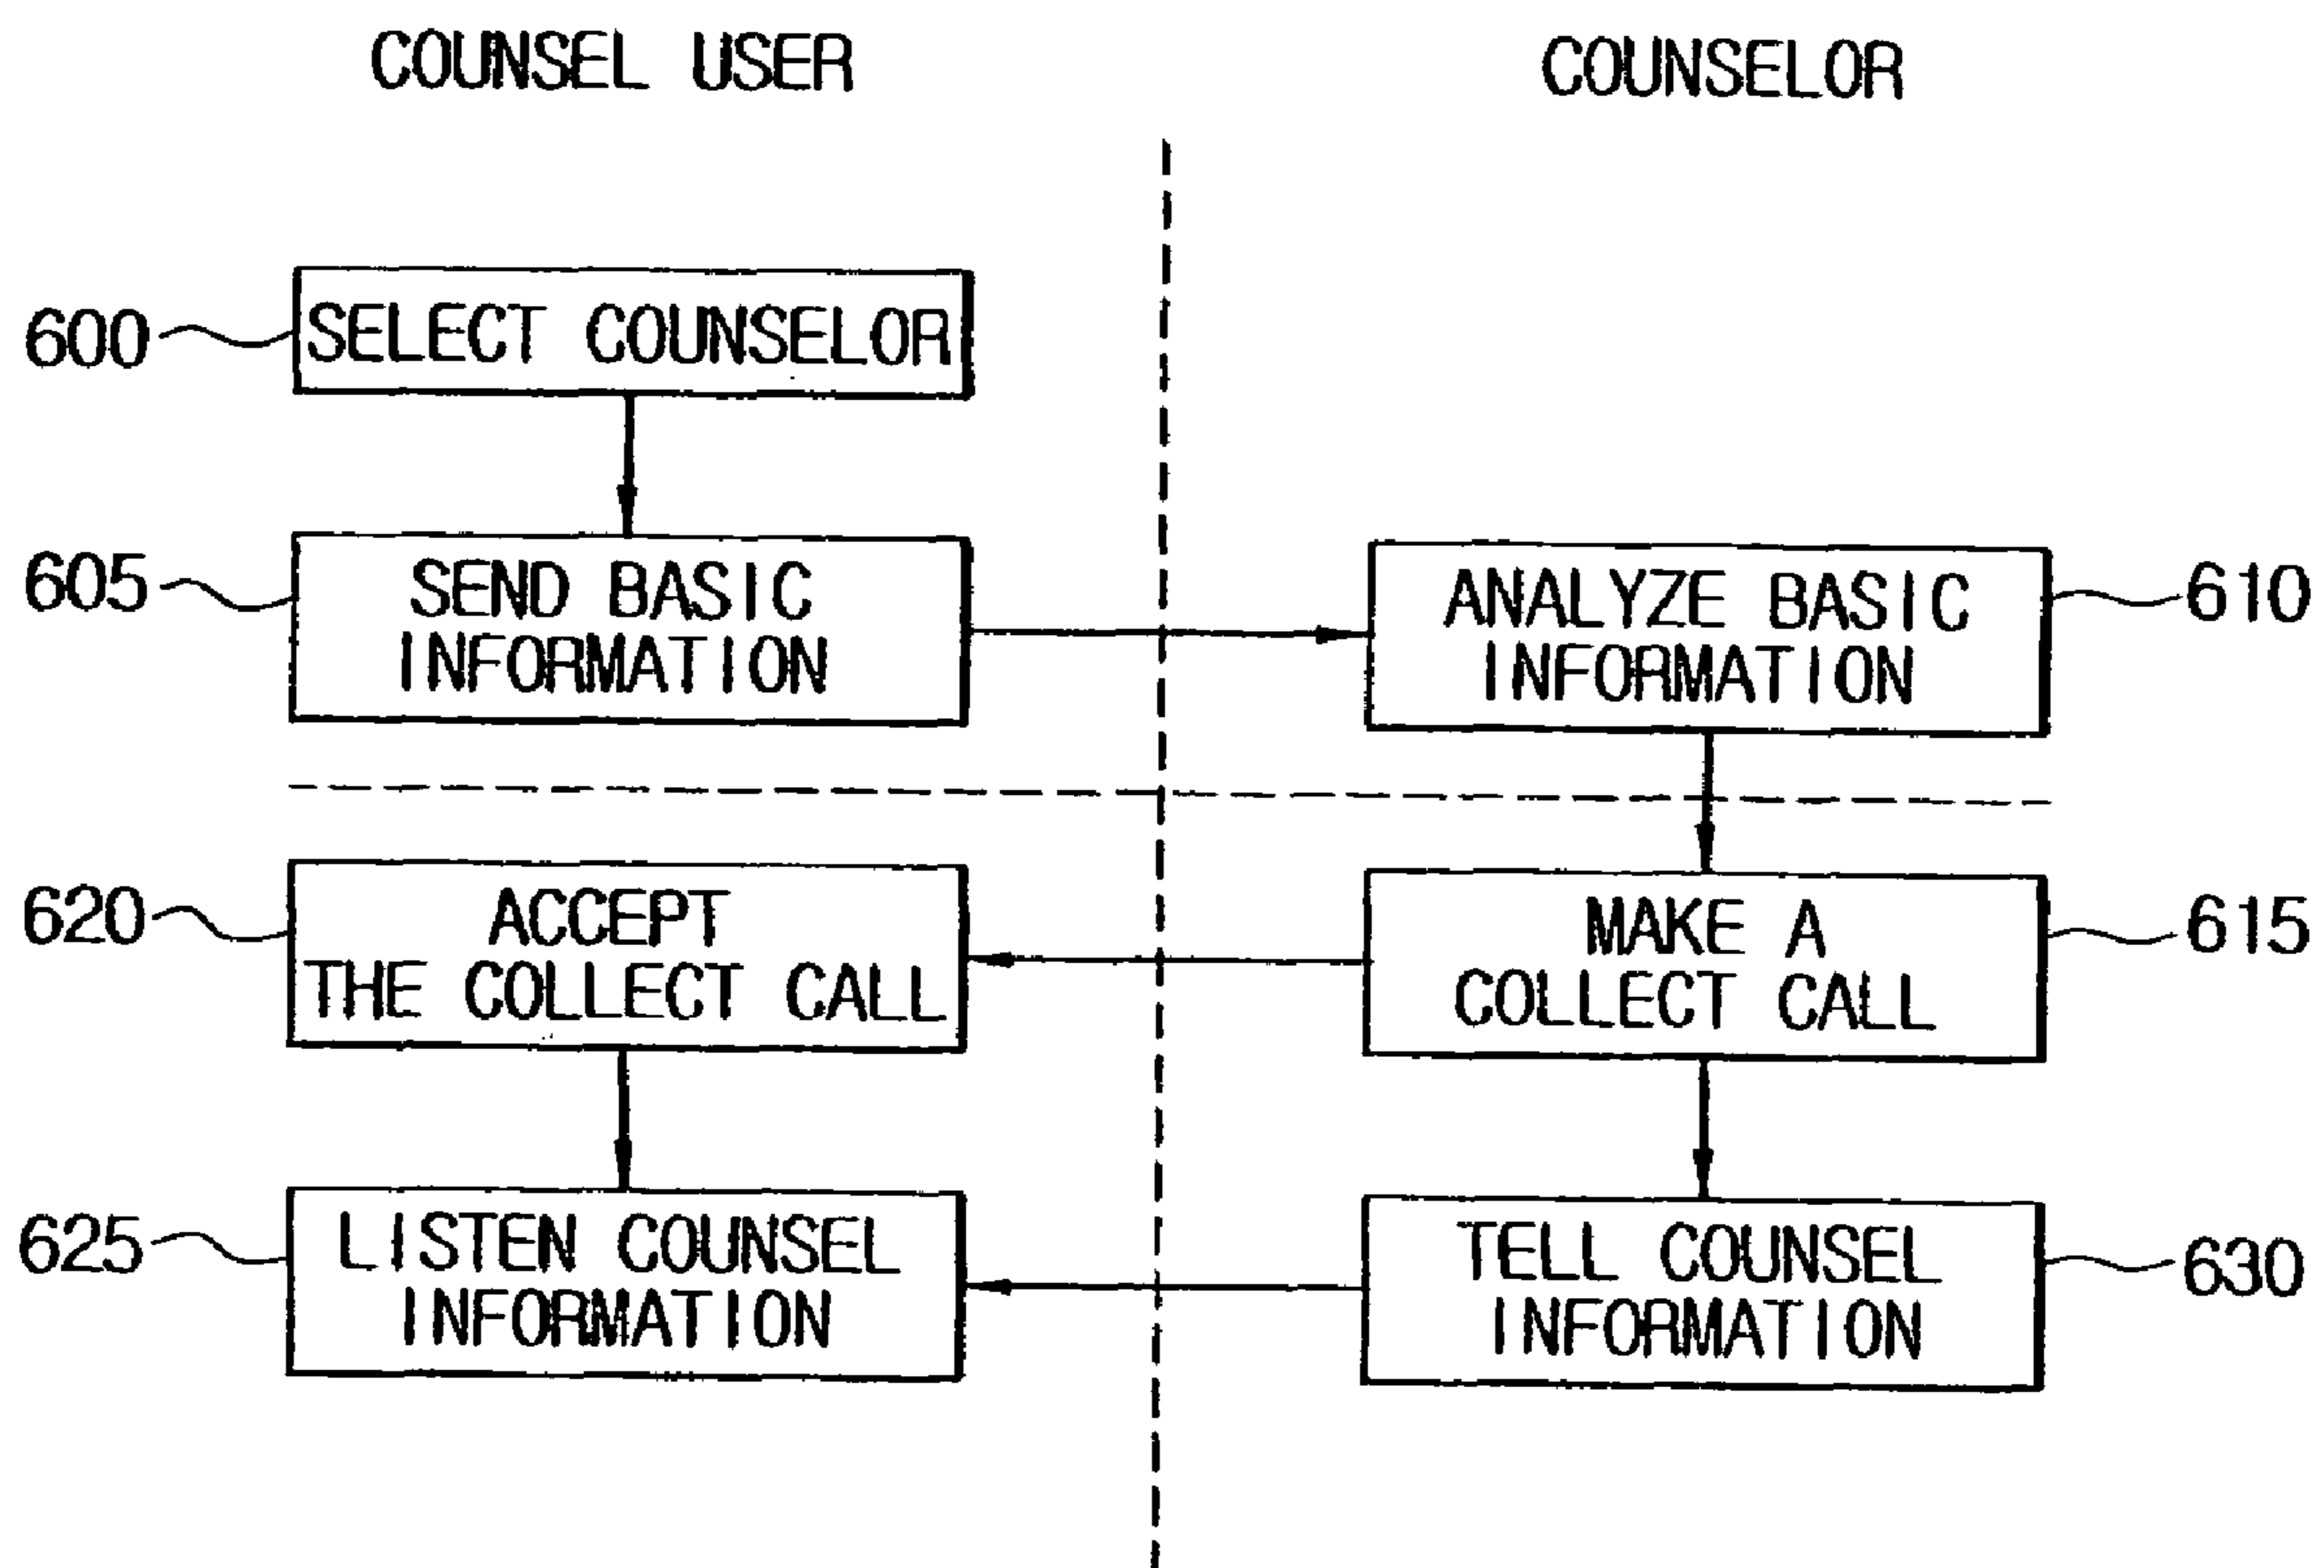 COUNSEL USER
COUNSELOR
600
SELECT COUNSELOR
605
SEND BASIC
INFORMATION
ANALYZE BASIC
INFORMATION
610
620
ACCEPT
THE COLLECT CALL
MAKE A
COLLECT CALL
615
625
LISTEN COUNSEL
INFORMATION
TELL COUNSEL
INFORMATION
630